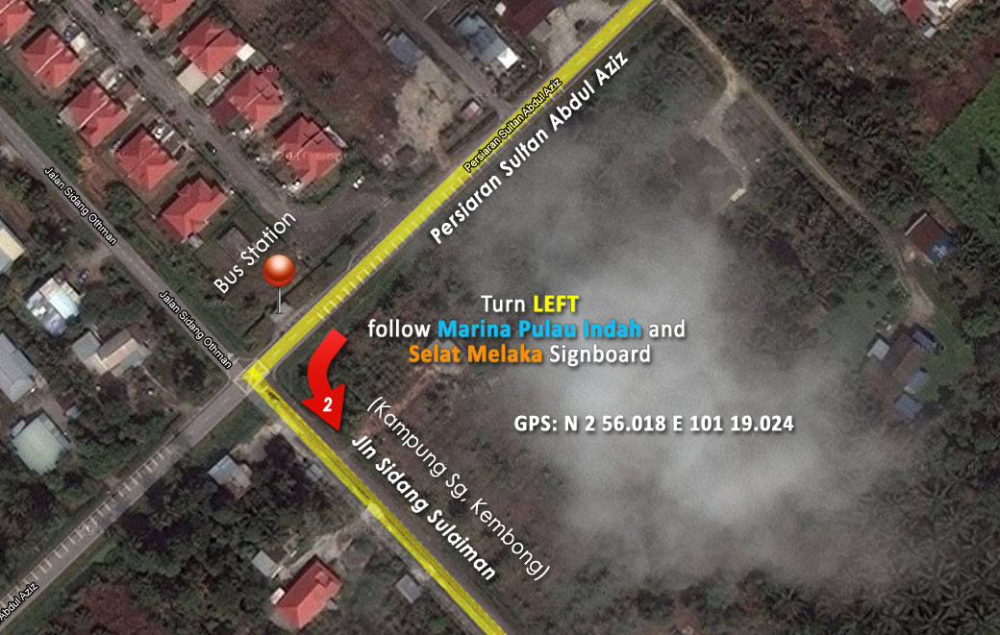 Persiaran Sultan Abdul Aziz
Persiaran Sultan Abdul Aziz
Jalan Sidang Othman
Bus Station
Jalan Sidang Othman
Turn LEFT
follow Marina Pulau Indah and
Selat Melaka Signboard
2
GPS: N 2 56.018 E 101 19.024
(Kampung Sg, Kembong)
Jln Sidang Sulaiman
Abdul Aziz